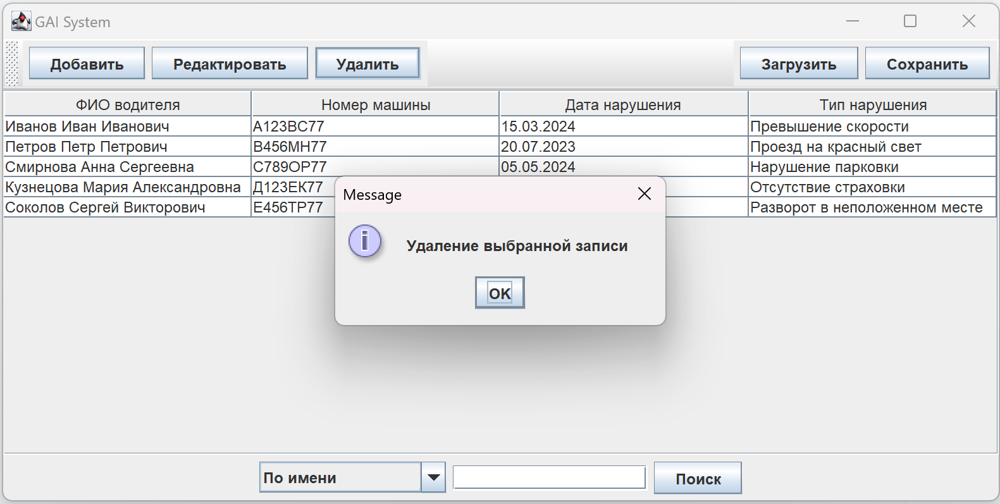 GAI System
Добавить Редактировать Удалить Загрузить Сохранить
ФИО водителя Номер машины Дата нарушения Тип нарушения
Иванов Иван Иванович А123ВС77 15.03.2024 Превышение скорости
Петров Петр Петрович В456МН77 20.07.2023 Проезд на красный свет
Смирнова Анна Сергеевна С789ОР77 05.05.2024 Нарушение парковки
Кузнецова Мария Александровна Д123ЕК77 Отсутствие страховки
Соколов Сергей Викторович Е456ТР77 Разворот в неположенном месте
Message
Удаление выбранной записи
OK
По имени Поиск